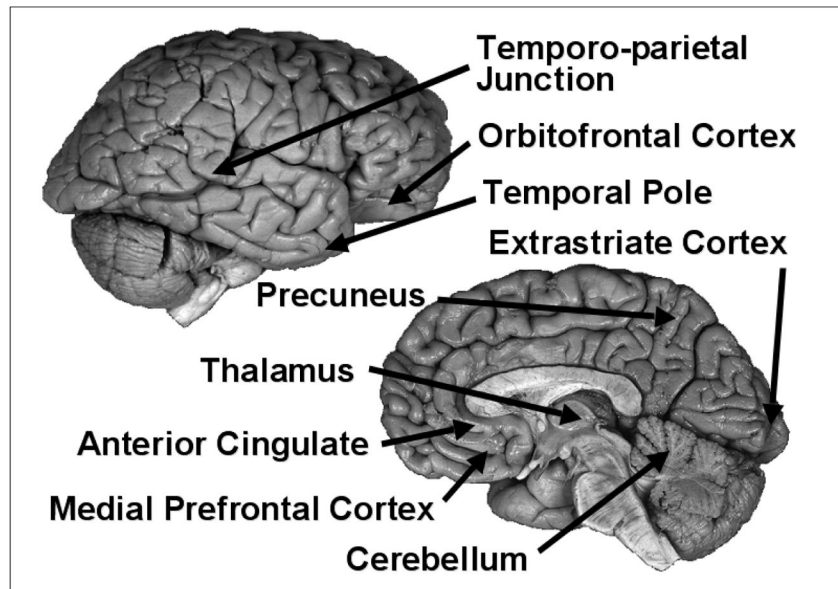 Temporo-parietal
Junction
Orbitofrontal Cortex
Temporal Pole
Extrastriate Cortex
Precuneus
Thalamus
Anterior Cingulate
Medial Prefrontal Cortex
Cerebellum